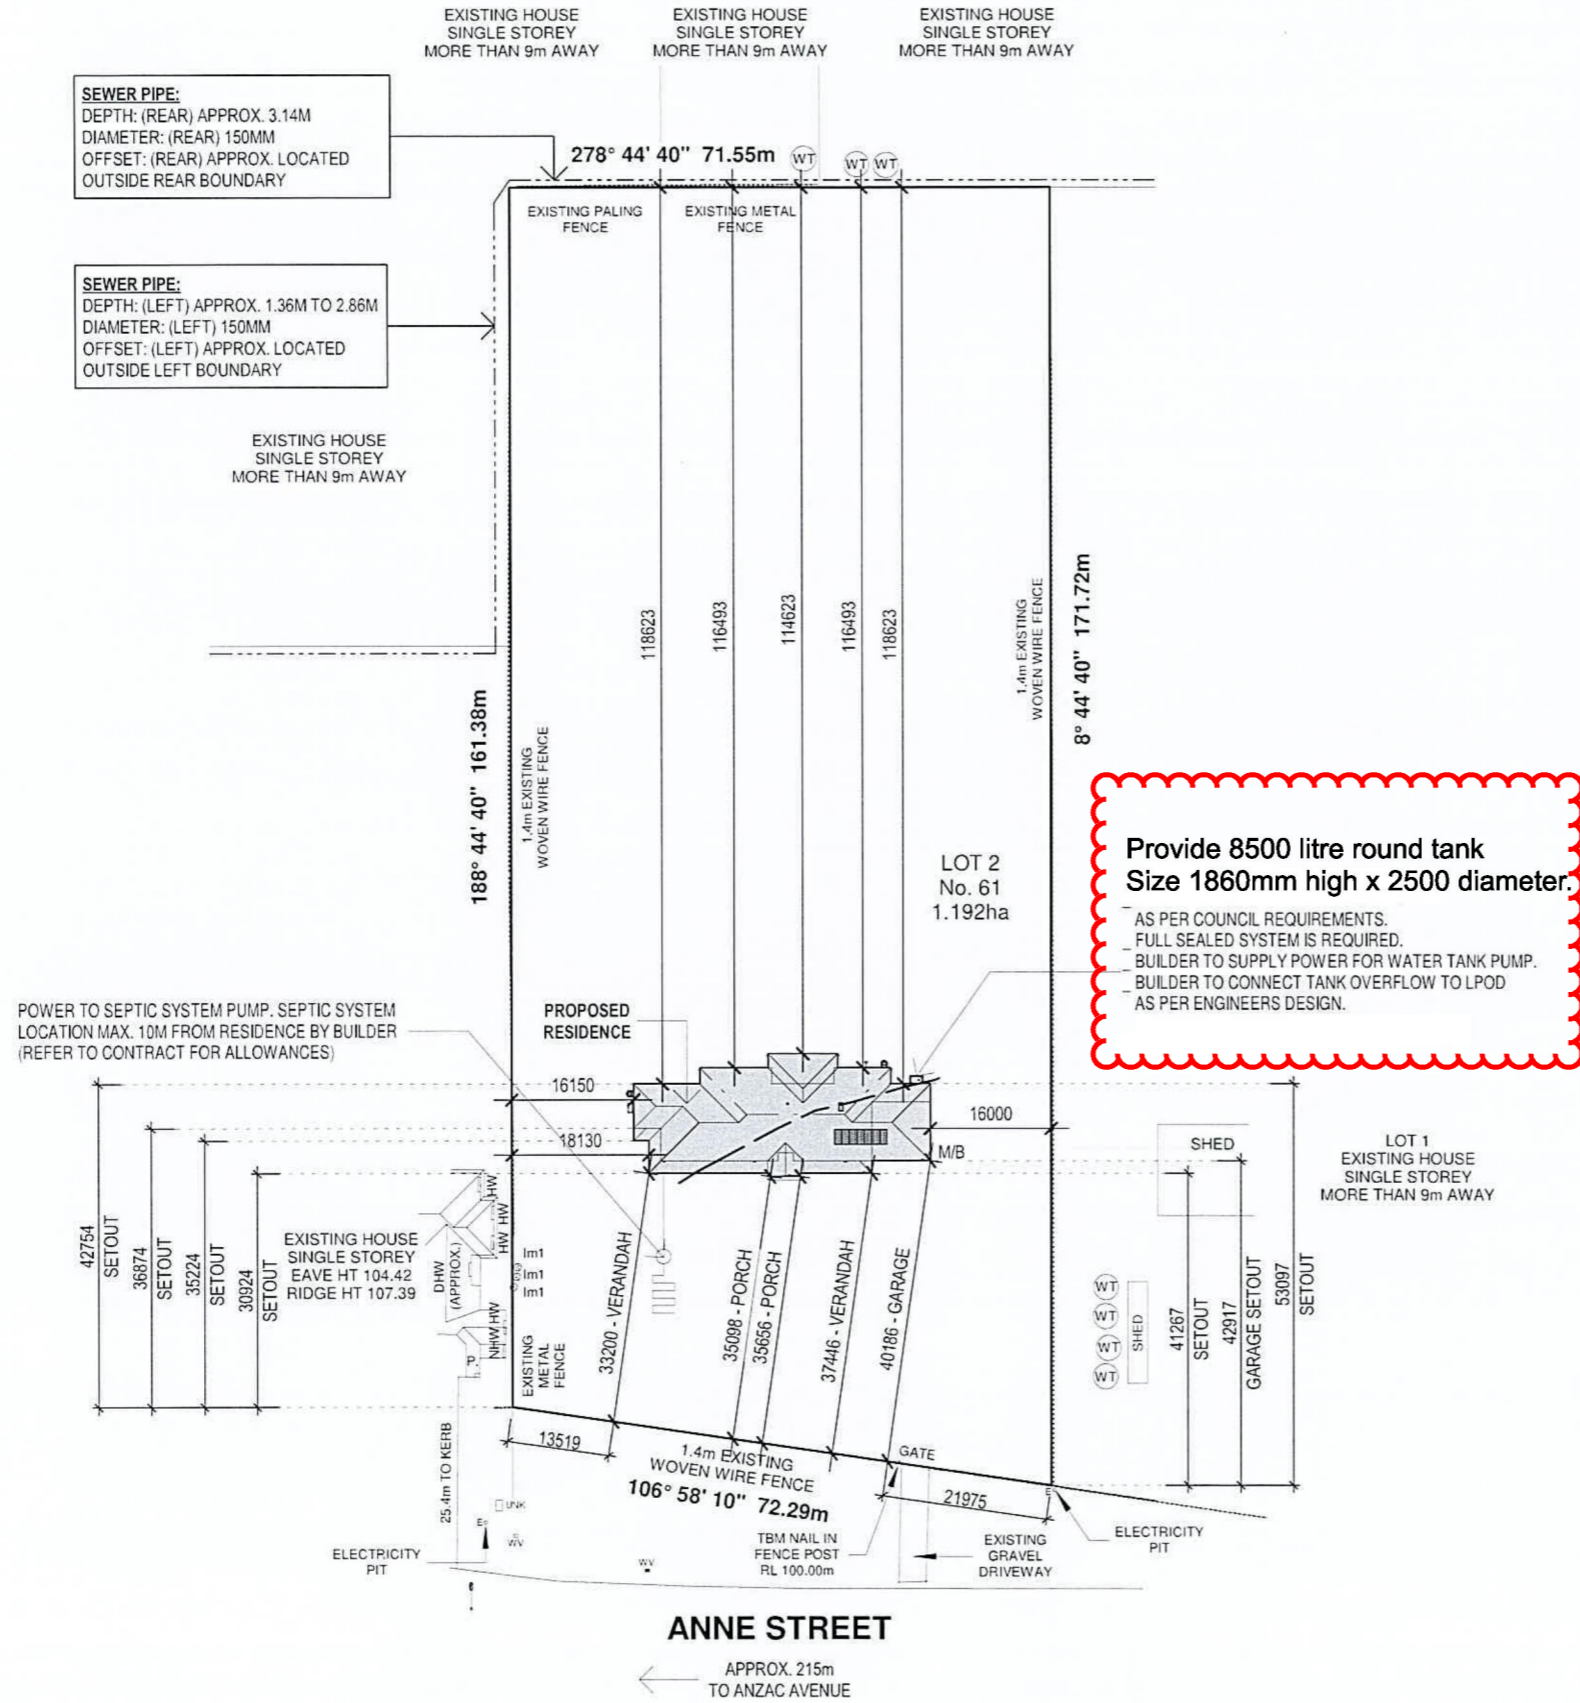 EXISTING HOUSE
SINGLE STOREY
MORE THAN 9m AWAY
EXISTING HOUSE
SINGLE STOREY
MORE THAN 9m AWAY
EXISTING HOUSE
SINGLE STOREY
MORE THAN 9m AWAY
SEWER PIPE:
DEPTH: (REAR) APPROX. 3.14M
DIAMETER: (REAR) 150MM
OFFSET: (REAR) APPROX. LOCATED
OUTSIDE REAR BOUNDARY
278° 44' 40" 71.55m
WT
WT
WT
EXISTING PALING
FENCE
EXISTING METAL
FENCE
SEWER PIPE:
DEPTH: (LEFT) APPROX. 1.36M TO 2.86M
DIAMETER: (LEFT) 150MM
OFFSET: (LEFT) APPROX. LOCATED
OUTSIDE LEFT BOUNDARY
EXISTING HOUSE
SINGLE STOREY
MORE THAN 9m AWAY
118623
116493
114623
116493
118623
1.4m EXISTING
WOVEN WIRE FENCE
8° 44' 40" 171.72m
188° 44' 40" 161.38m
1.4m EXISTING
WOVEN WIRE FENCE
LOT 2
No. 61
1.192ha
Provide 8500 litre round tank
Size 1860mm high x 2500 diameter.
AS PER COUNCIL REQUIREMENTS.
FULL SEALED SYSTEM IS REQUIRED.
BUILDER TO SUPPLY POWER FOR WATER TANK PUMP.
BUILDER TO CONNECT TANK OVERFLOW TO LPOD
AS PER ENGINEERS DESIGN.
POWER TO SEPTIC SYSTEM PUMP. SEPTIC SYSTEM
LOCATION MAX. 10M FROM RESIDENCE BY BUILDER
(REFER TO CONTRACT FOR ALLOWANCES)
PROPOSED
RESIDENCE
16150
18130
16000
M/B
SHED
LOT 1
EXISTING HOUSE
SINGLE STOREY
MORE THAN 9m AWAY
42754
SETOUT
36874
SETOUT
35224
SETOUT
30924
SETOUT
EXISTING HOUSE
SINGLE STOREY
EAVE HT 104.42
RIDGE HT 107.39
DHW
(APPROX.)
HW
HW HW
NHW HW
P.
lm1
lm1
lm1
EXISTING
METAL
FENCE
33200 - VERANDAH
35098 - PORCH
35656 - PORCH
37446 - VERANDAH
40186 - GARAGE
WT
WT
WT
WT
SHED
41267
SETOUT
42917
GARAGE SETOUT
53097
SETOUT
13519
1.4m EXISTING
WOVEN WIRE FENCE
106° 58' 10" 72.29m
GATE
21975
25.4m TO KERB
UNK
E
WV
WV
E
ELECTRICITY
PIT
TBM NAIL IN
FENCE POST
RL 100.00m
EXISTING
GRAVEL
DRIVEWAY
ELECTRICITY
PIT
ANNE STREET
APPROX. 215m
TO ANZAC AVENUE